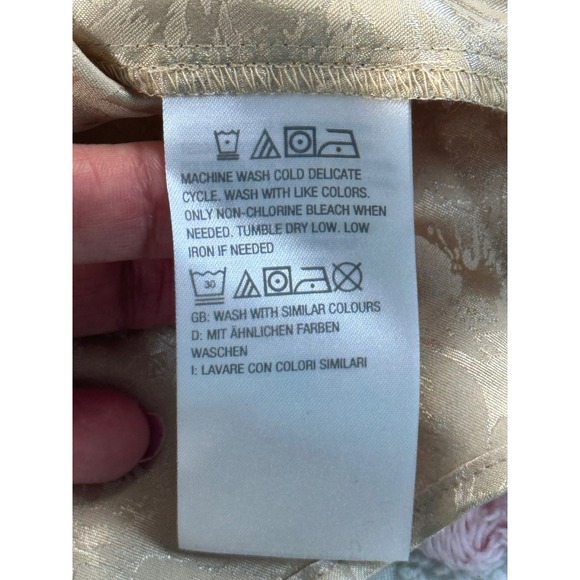 MACHINE WASH COLD DELICATE
CYCLE. WASH WITH LIKE COLORS.
ONLY NON-CHLORINE BLEACH WHEN
NEEDED. TUMBLE DRY LOW. LOW
IRON IF NEEDED
30
GB: WASH WITH SIMILAR COLOURS
D: MIT ÄHNLICHEN FARBEN
WASCHEN
I: LAVARE CON COLORI SIMILARI